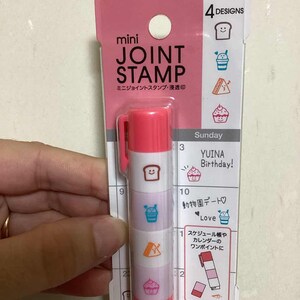 4 DESIGNS
mini
JOINT
STAMP
ミニジョイントスタンプ・浸透印
Sunday
3
YUINA
Birthday!
9
10
動物園デート♡
♡ Love
スケジュール帳や
カレンダーの
ワンポイントに